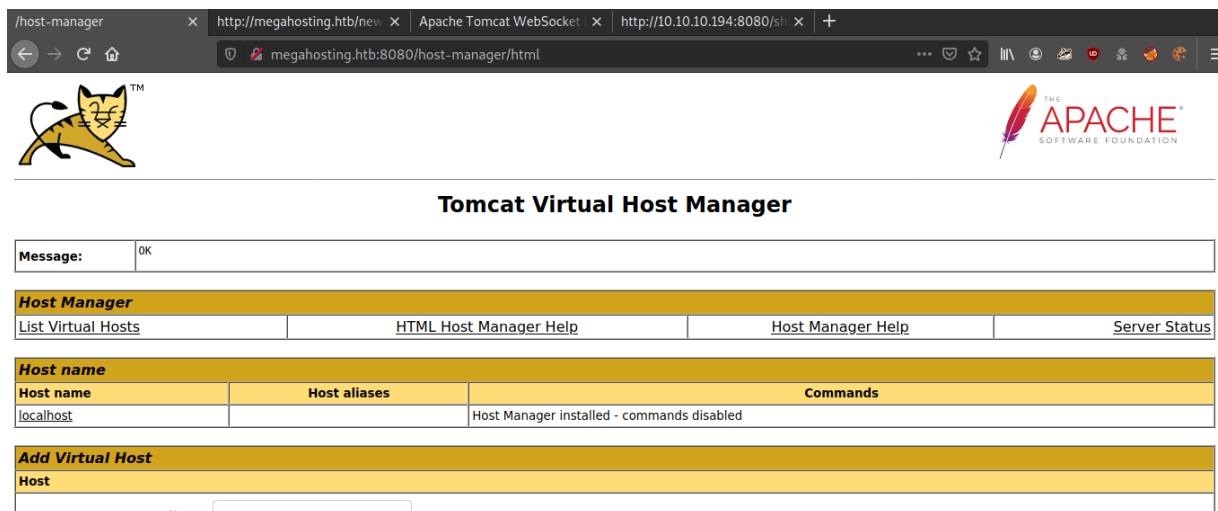 /host-manager
http://megahosting.htb/new
Apache Tomcat WebSocket
http://10.10.10.194:8080/sh
megahosting.htb:8080/host-manager/html
TM
THE
APACHE
SOFTWARE FOUNDATION
Tomcat Virtual Host Manager
Message: OK
Host Manager
List Virtual Hosts HTML Host Manager Help Host Manager Help Server Status
Host name
Host name Host aliases Commands
localhost Host Manager installed - commands disabled
Add Virtual Host
Host